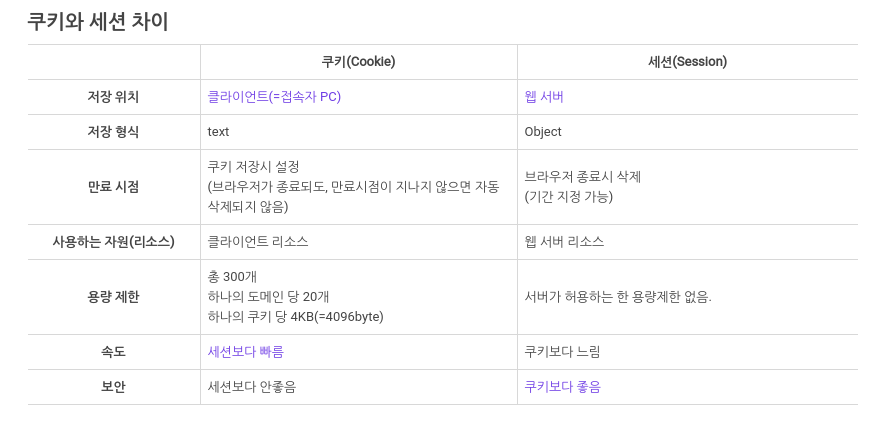 쿠키와 세션 차이
쿠키(Cookie) 세션(Session)
저장 위치 클라이언트(=접속자 PC) 웹 서버
저장 형식 text Object
만료 시점
쿠키 저장시 설정
(브라우저가 종료되도, 만료시점이 지나지 않으면 자동
삭제되지 않음)
브라우저 종료시 삭제
(기간 지정 가능)
사용하는 자원(리소스) 클라이언트 리소스 웹 서버 리소스
용량 제한
총 300개
하나의 도메인 당 20개
하나의 쿠키 당 4KB(=4096byte)
서버가 허용하는 한 용량제한 없음.
속도 세션보다 빠름 쿠키보다 느림
보안 세션보다 안좋음 쿠키보다 좋음